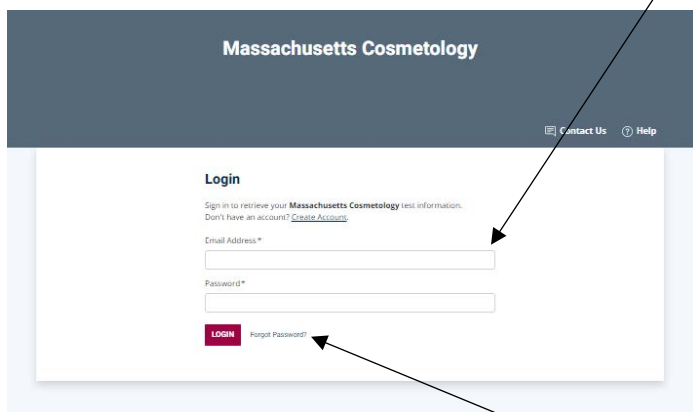 Massachusetts Cosmetology
Contact Us Help
Login
Sign in to retrieve your Massachusetts Cosmetology test information.
Don't have an account? Create Account.
Email Address*
Password*
LOGIN Forgot Password?